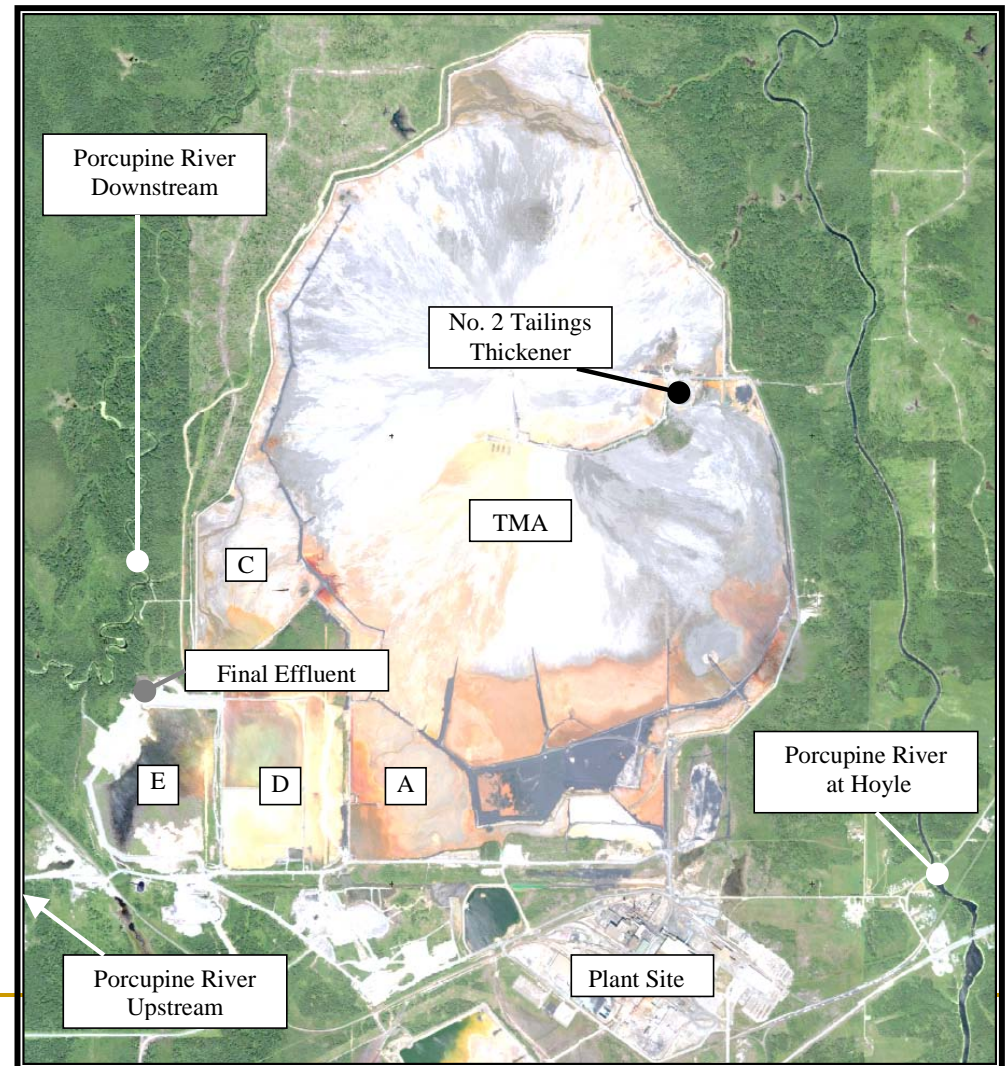 Porcupine River
Downstream
No. 2 Tailings
Thickener
TMA
C
Final Effluent
Porcupine River
at Hoyle
E
D
A
Porcupine River
Upstream
Plant Site